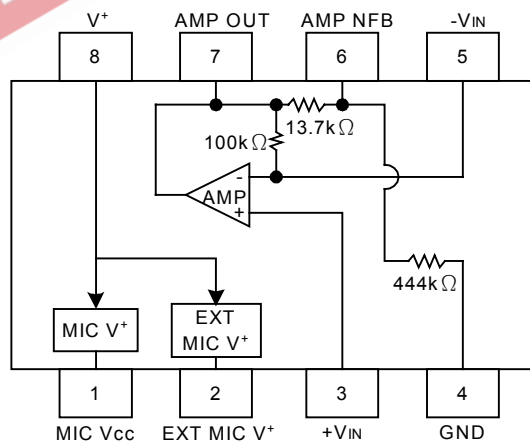 V+ AMP OUT AMP NFB -VIN
8 7 6 5
13.7kΩ
100kΩ
-
AMP
+
444kΩ
MIC V+
EXT
MIC V+
1 2 3 4
MIC Vcc EXT MIC V+ +VIN GND